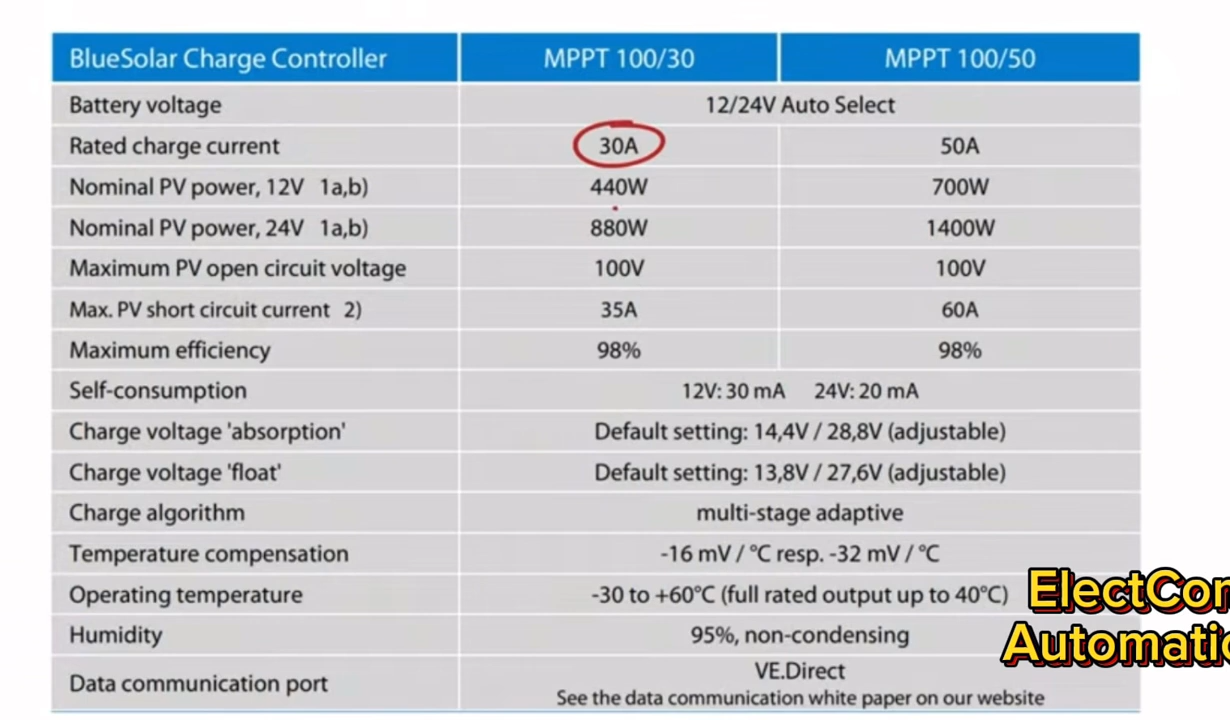 BlueSolar Charge Controller MPPT 100/30 MPPT 100/50
Battery voltage 12/24V Auto Select
Rated charge current 30A 50A
Nominal PV power, 12V 1a,b) 440W 700W
Nominal PV power, 24V 1a,b) 880W 1400W
Maximum PV open circuit voltage 100V 100V
Max. PV short circuit current 2) 35A 60A
Maximum efficiency 98% 98%
Self-consumption 12V: 30 mA 24V: 20 mA
Charge voltage 'absorption' Default setting: 14,4V / 28,8V (adjustable)
Charge voltage 'float' Default setting: 13,8V / 27,6V (adjustable)
Charge algorithm multi-stage adaptive
Temperature compensation -16 mV / °C resp. -32 mV / °C
Operating temperature -30 to +60°C (full rated output up to 40°C)
Humidity 95%, non-condensing
Data communication port VE.Direct
See the data communication white paper on our website
ElectCon
Automatio